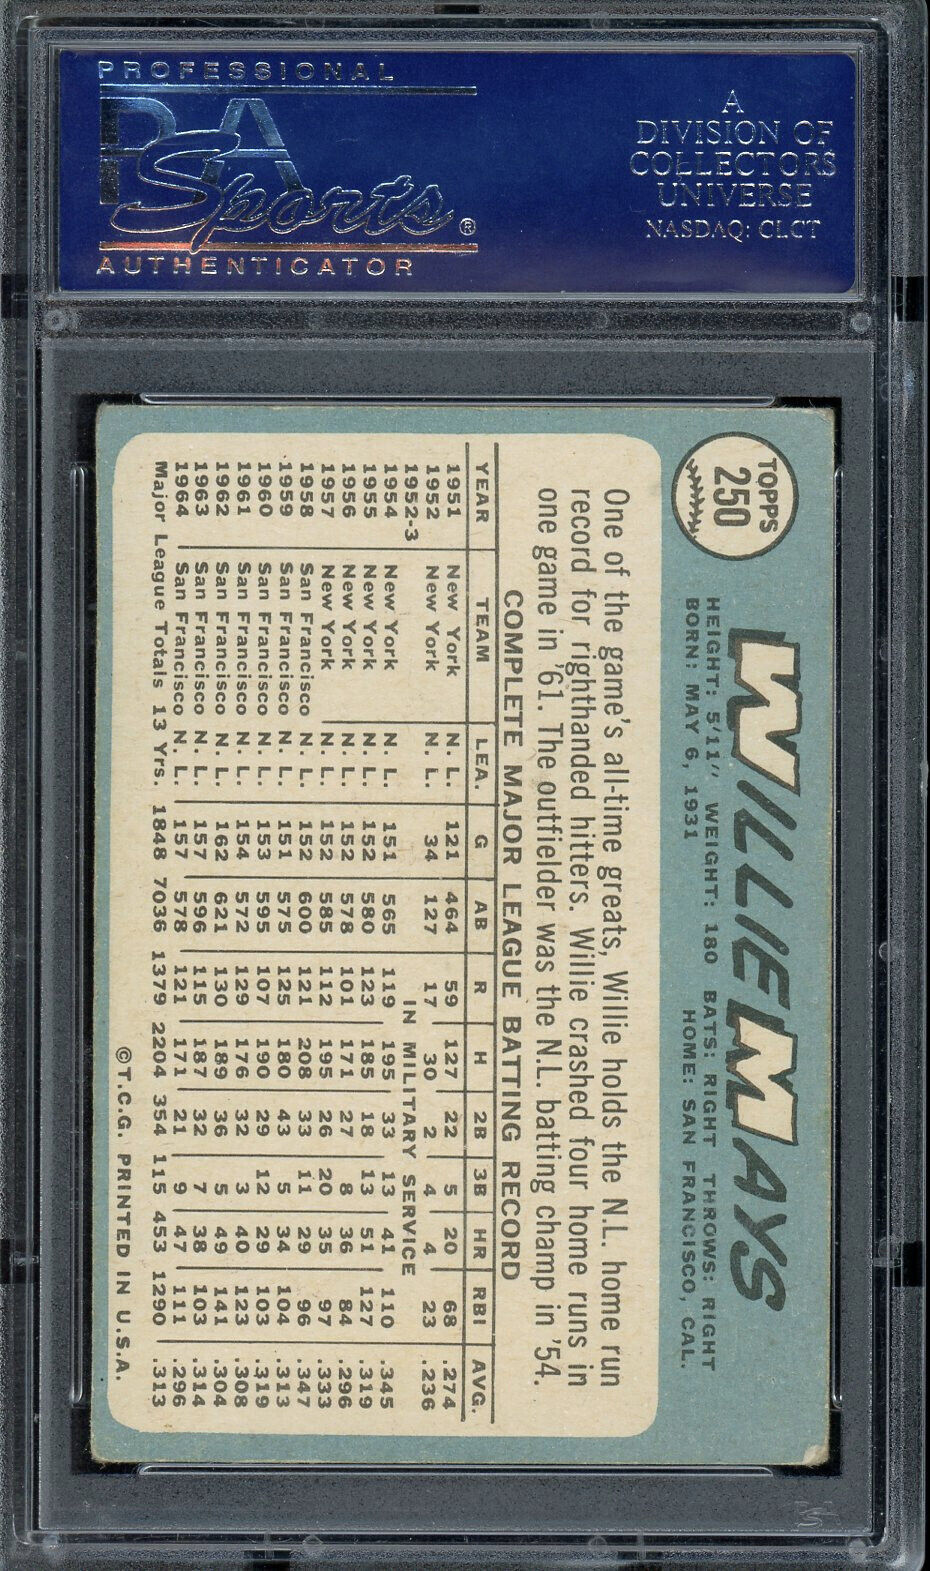 PROFESSIONAL
PSA
Sports®
AUTHENTICATOR
A
DIVISION OF
COLLECTORS
UNIVERSE
NASDAQ: CLCT
TOPPS
250
WILLIE MAYS
HEIGHT: 5'11" WEIGHT: 180 BATS: RIGHT THROWS: RIGHT
BORN: MAY 6, 1931 HOME: SAN FRANCISCO, CAL.
One of the game's all-time greats, Willie holds the N.L. home run
record for righthanded hitters. Willie crashed four home runs in
one game in '61. The outfielder was the N.L. batting champ in '54.
COMPLETE MAJOR LEAGUE BATTING RECORD
YEAR TEAM LEA. G AB R H 2B 3B HR RBI AVG.
1951 New York N. L. 121 464 59 127 22 5 20 68 .274
1952 New York N. L. 34 127 17 30 2 4 4 23 .236
1952-3 IN MILITARY SERVICE
1954 New York N. L. 151 565 119 195 33 13 41 110 .345
1955 New York N. L. 152 580 123 185 18 13 51 127 .319
1956 New York N. L. 152 578 101 171 27 8 36 84 .296
1957 New York N. L. 152 585 112 195 26 20 35 97 .333
1958 San Francisco N. L. 152 600 121 208 33 11 29 96 .347
1959 San Francisco N. L. 151 575 125 180 43 5 34 104 .313
1960 San Francisco N. L. 153 595 107 190 29 12 29 103 .319
1961 San Francisco N. L. 154 572 129 176 32 3 40 123 .308
1962 San Francisco N. L. 162 621 130 189 36 5 49 141 .304
1963 San Francisco N. L. 157 596 115 187 32 7 38 103 .314
1964 San Francisco N. L. 157 578 121 171 21 9 47 111 .296
Major League Totals 13 Yrs. 1848 7036 1379 2204 354 115 453 1290 .313
©T.C.G. PRINTED IN U.S.A.
PSA